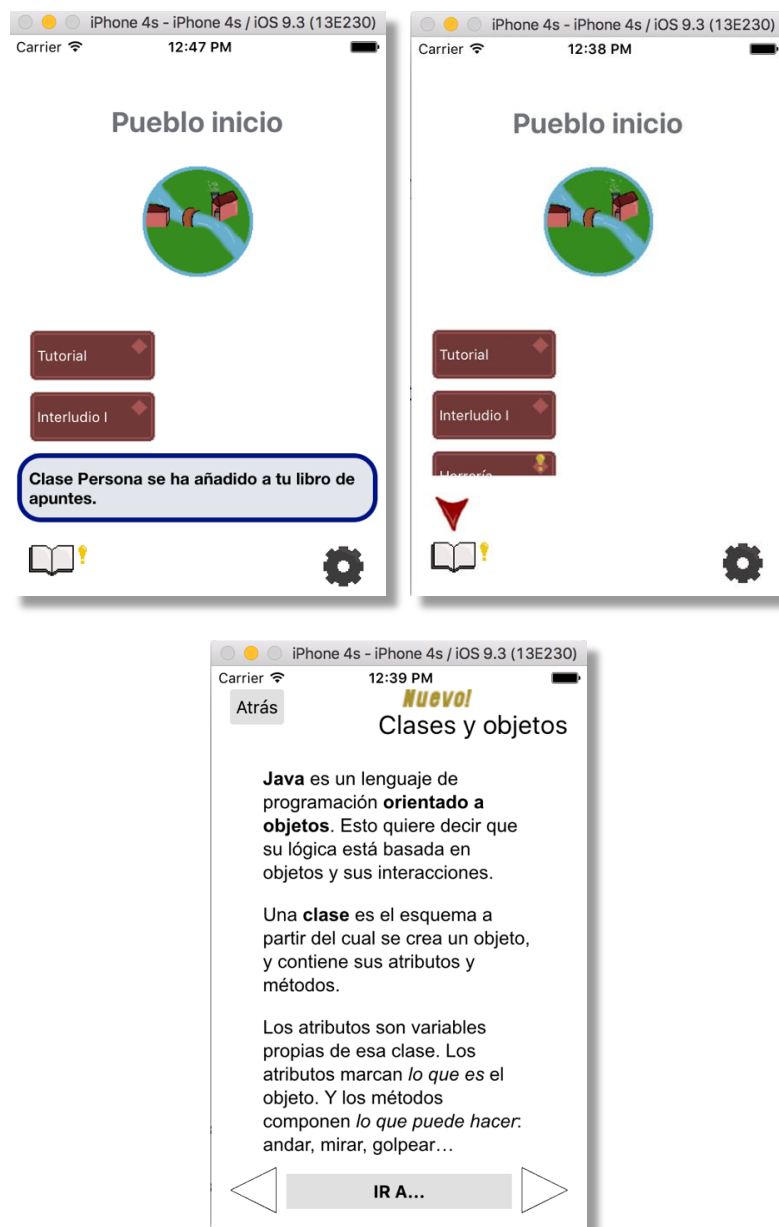 iPhone 4s - iPhone 4s / iOS 9.3 (13E230)
Carrier 12:47 PM
Pueblo inicio
Tutorial
Interludio I
Clase Persona se ha añadido a tu libro de
apuntes.
iPhone 4s - iPhone 4s / iOS 9.3 (13E230)
Carrier 12:38 PM
Pueblo inicio
Tutorial
Interludio I
iPhone 4s - iPhone 4s / iOS 9.3 (13E230)
Carrier 12:39 PM
Atrás
Nuevo!
Clases y objetos
Java es un lenguaje de
programación orientado a
objetos. Esto quiere decir que
su lógica está basada en
objetos y sus interacciones.
Una clase es el esquema a
partir del cual se crea un objeto,
y contiene sus atributos y
métodos.
Los atributos son variables
propias de esa clase. Los
atributos marcan lo que es el
objeto. Y los métodos
componen lo que puede hacer:
andar, mirar, golpear…
IR A...